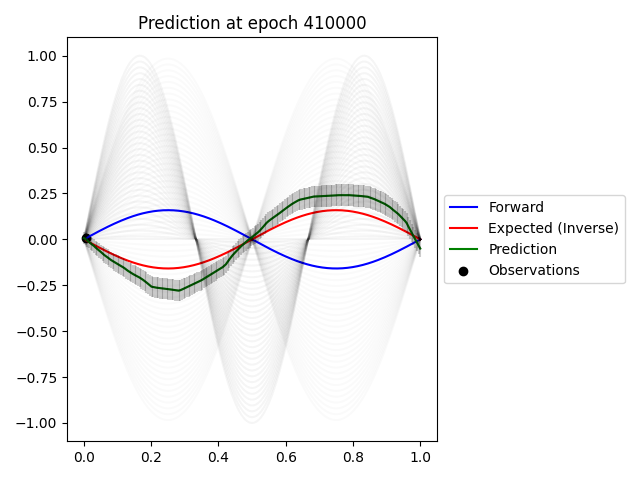 Prediction at epoch 410000
1.00
0.75
0.50
0.25
0.00
−0.25
−0.50
−0.75
−1.00
0.0 0.2 0.4 0.6 0.8 1.0
Forward
Expected (Inverse)
Prediction
Observations